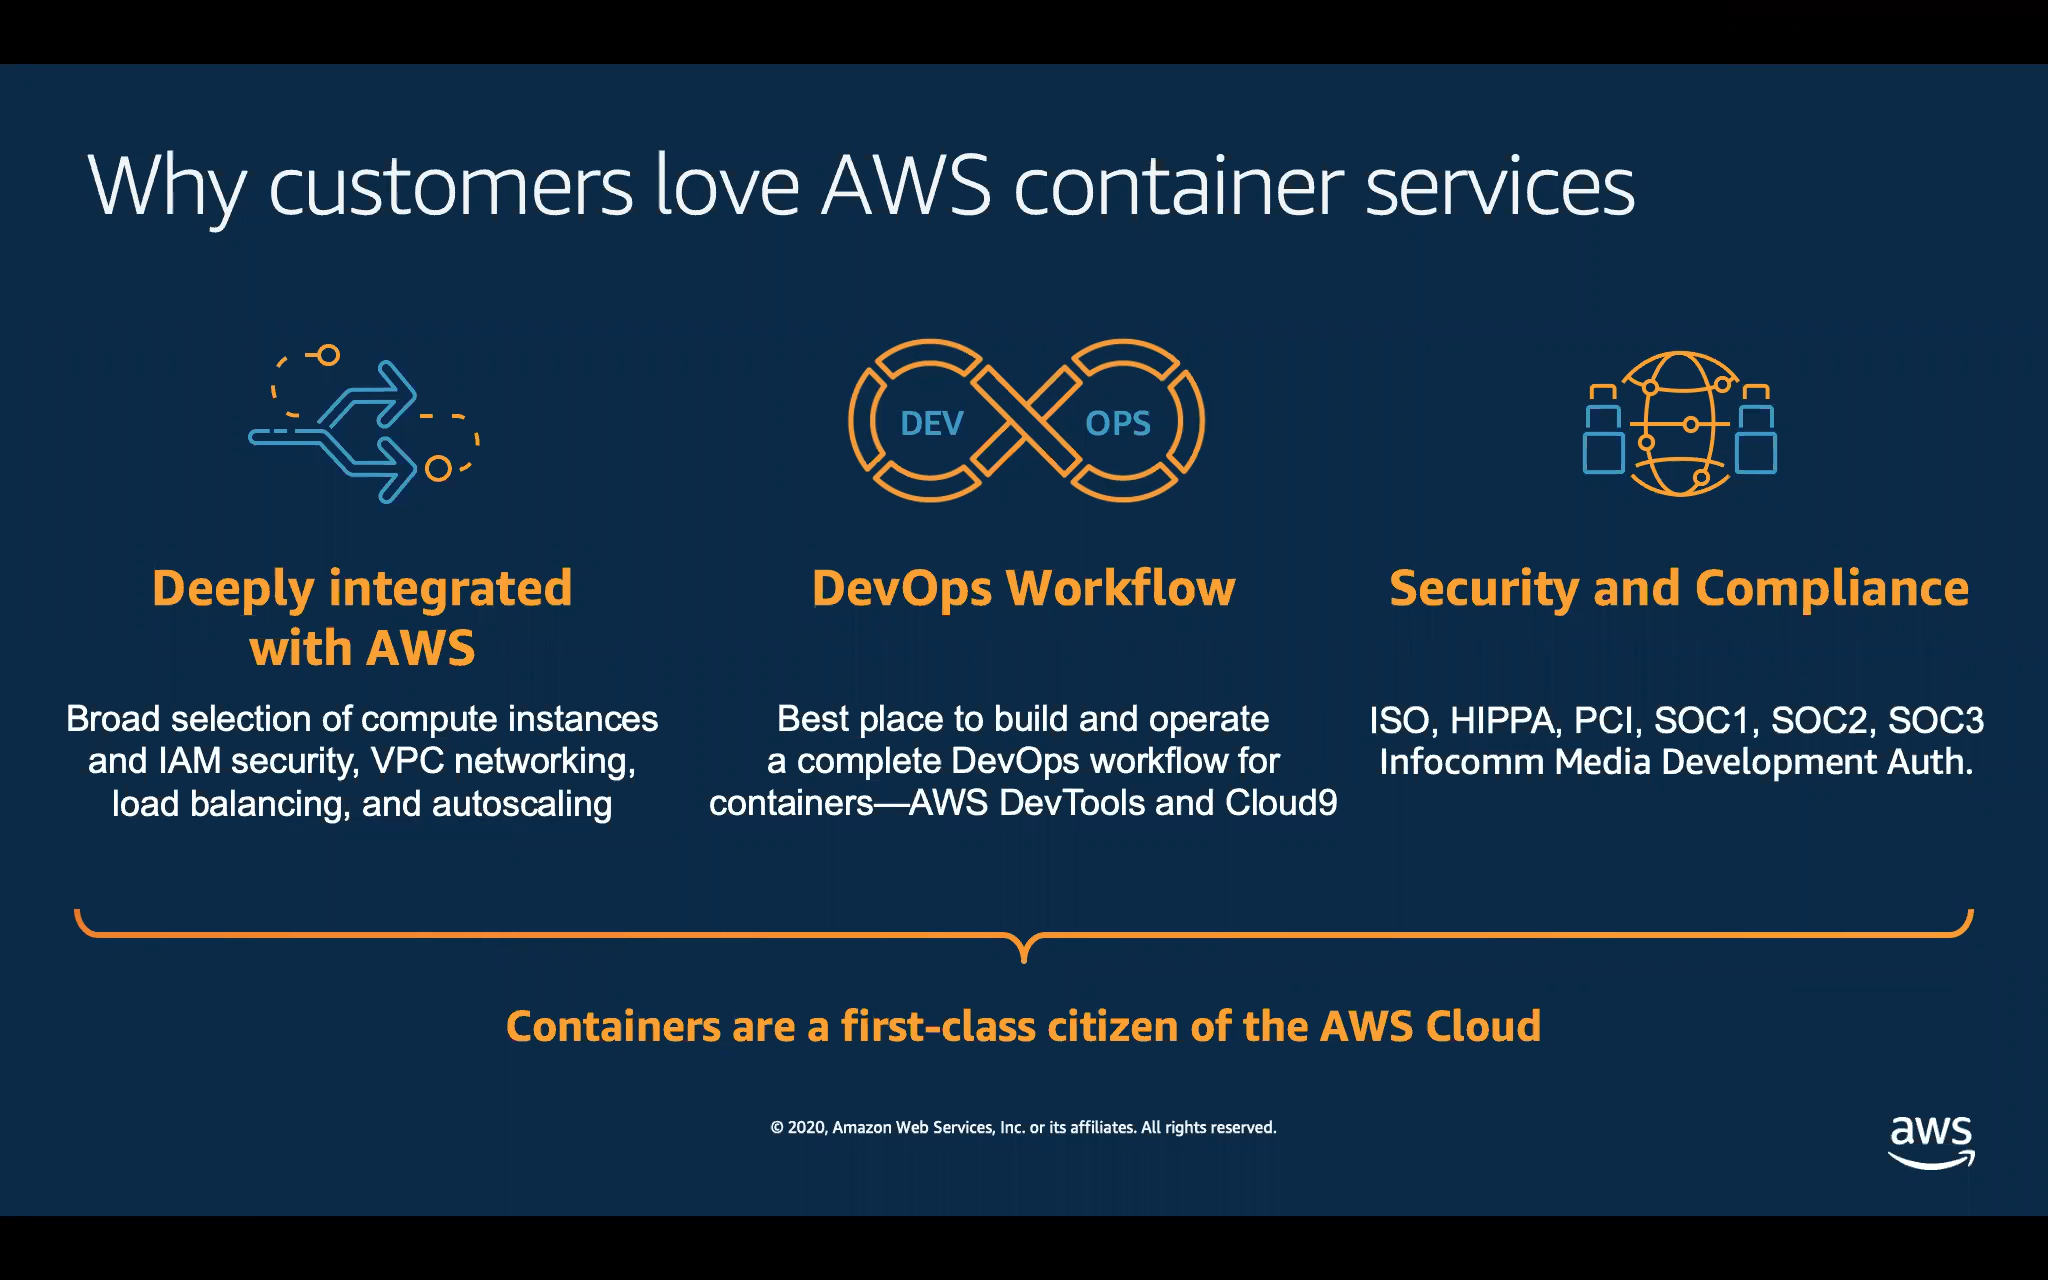 Why customers love AWS container services
DEV
OPS
Deeply integrated
with AWS
Broad selection of compute instances
and IAM security, VPC networking,
load balancing, and autoscaling
DevOps Workflow
Best place to build and operate
a complete DevOps workflow for
containers—AWS DevTools and Cloud9
Security and Compliance
ISO, HIPPA, PCI, SOC1, SOC2, SOC3
Infocomm Media Development Auth.
Containers are a first-class citizen of the AWS Cloud
© 2020, Amazon Web Services, Inc. or its affiliates. All rights reserved.
aws